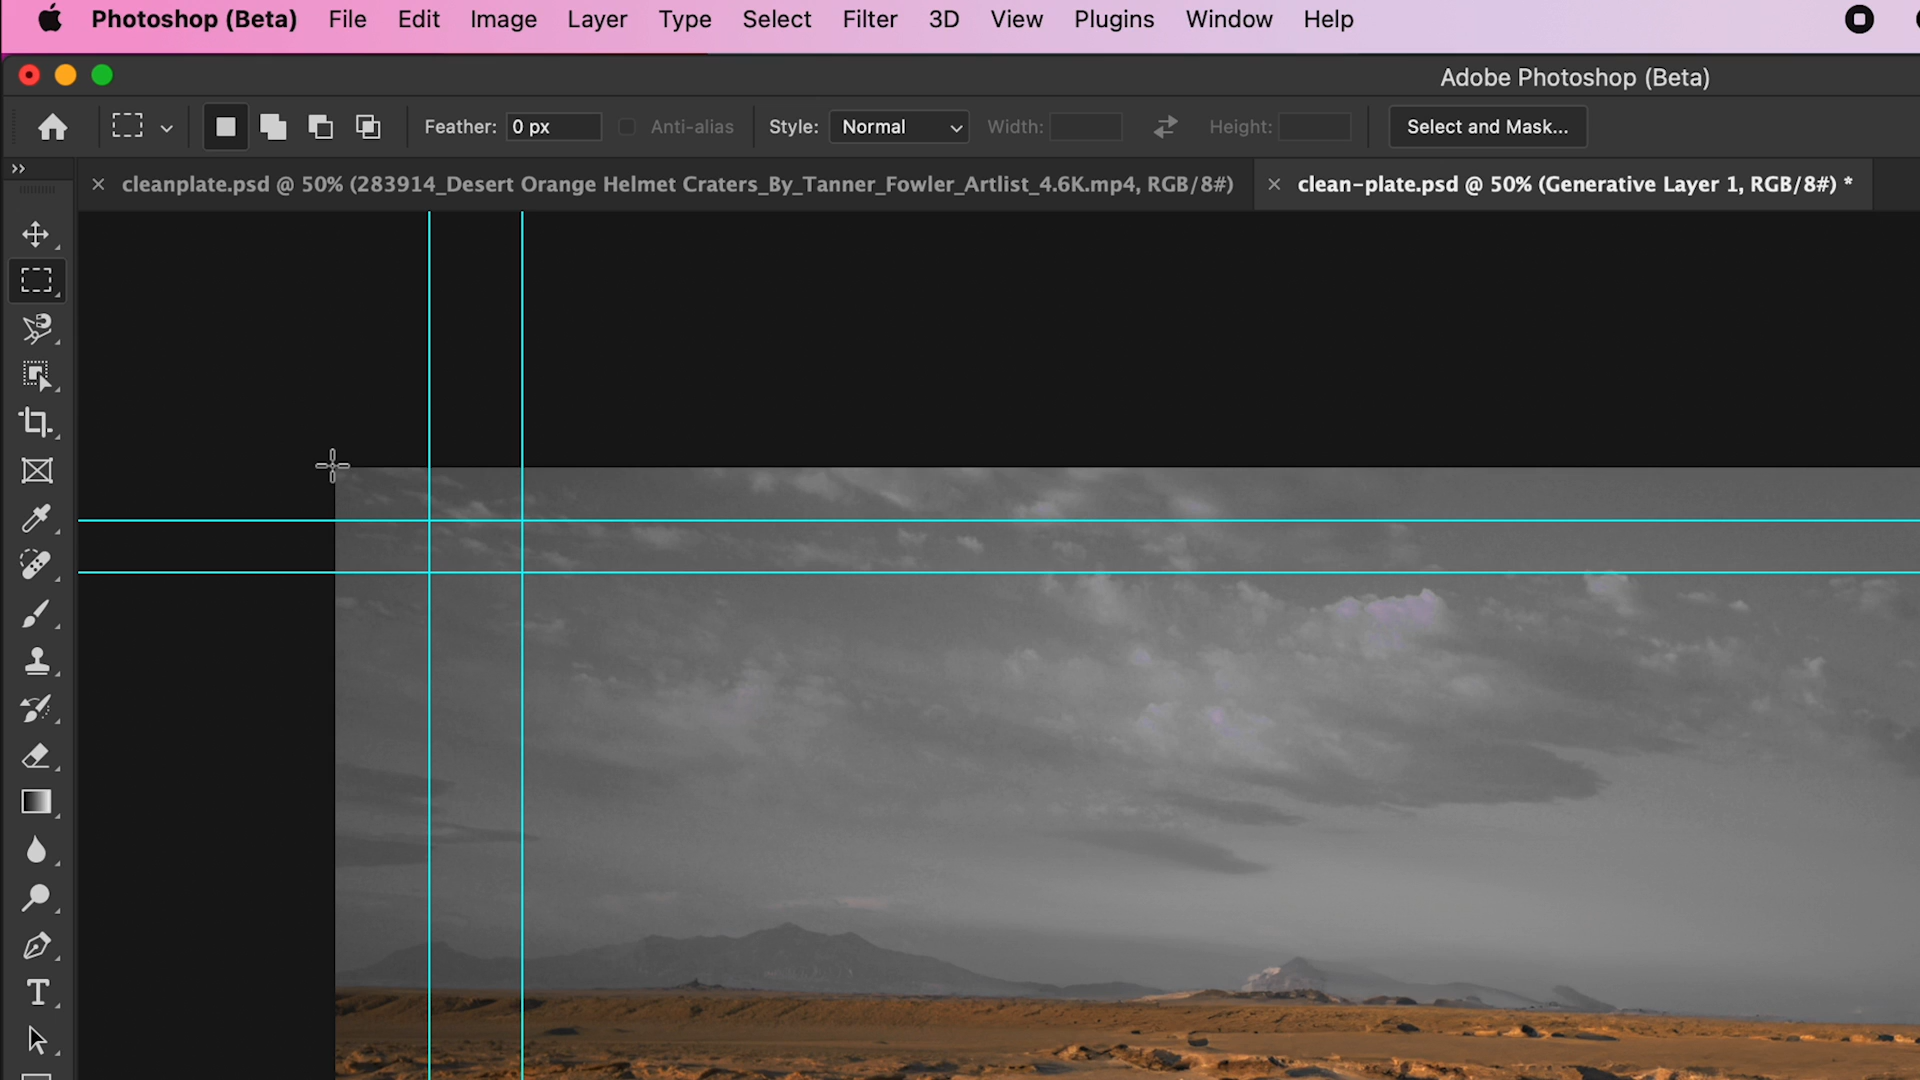 Photoshop (Beta) File Edit Image Layer Type Select Filter 3D View Plugins Window Help
Adobe Photoshop (Beta)
Feather: 0 px Anti-alias Style: Normal Width: Height: Select and Mask...
cleanplate.psd @ 50% (283914_Desert Orange Helmet Craters_By_Tanner_Fowler_Artlist_4.6K.mp4, RGB/8#) clean-plate.psd @ 50% (Generative Layer 1, RGB/8#) *